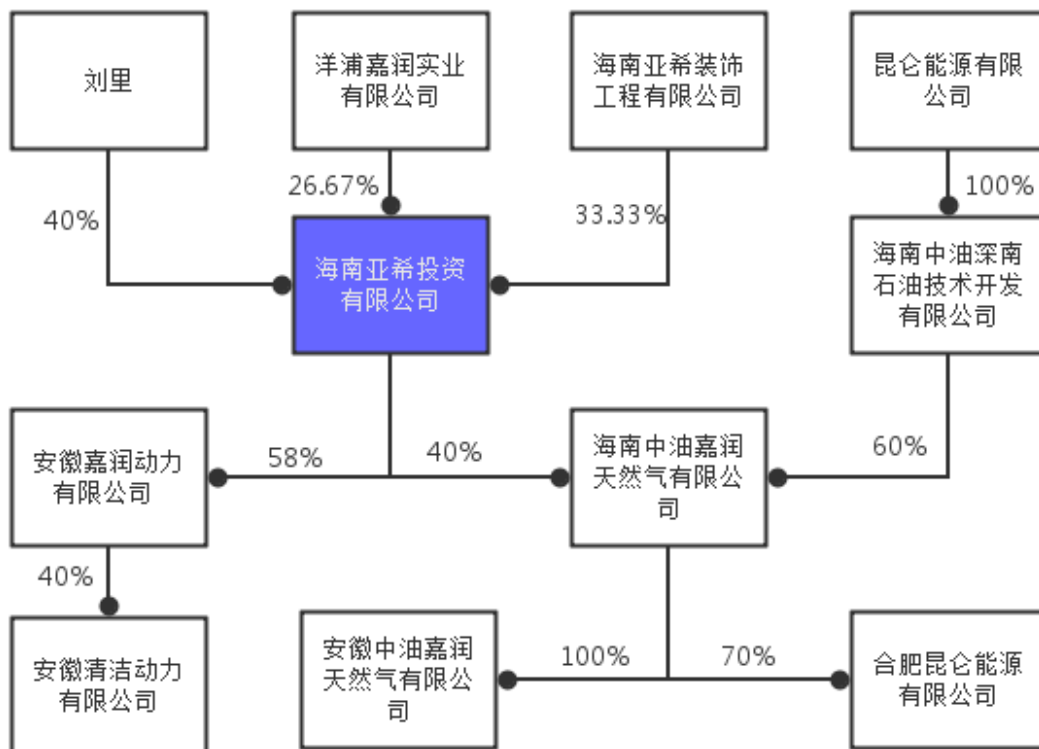 刘里
洋浦嘉润实业
有限公司
海南亚希装饰
工程有限公司
昆仑能源有限
公司
40%
26.67%
33.33%
100%
海南亚希投资
有限公司
海南中油深南
石油技术开发
有限公司
安徽嘉润动力
有限公司
58%
40%
海南中油嘉润
天然气有限公
司
60%
40%
安徽清洁动力
有限公司
安徽中油嘉润
天然气有限公
司
100%
70%
合肥昆仑能源
有限公司